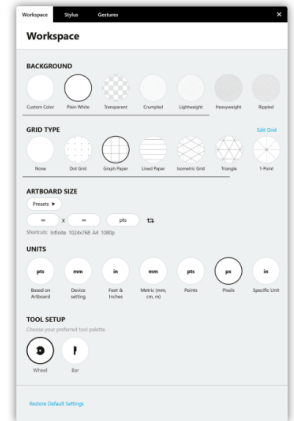 Workspace Stylus Gestures ×
Workspace
BACKGROUND
Custom Color Plain White Transparent Crumpled Lightweight Heavyweight Rippled
GRID TYPE Edit Grid
None Dot Grid Graph Paper Lined Paper Isometric Grid Triangle 1-Point
ARTBOARD SIZE
Presets ▶
∞ x ∞ pts
Shortcuts: Infinite 1024x768 A4 1080p
UNITS
pts mm in mm pts px in
Based on Artboard Device setting Feet & Inches Metric (mm, cm, m) Points Pixels Specific Unit
TOOL SETUP
Choose your preferred tool palette.
Wheel Bar
Restore Default Settings